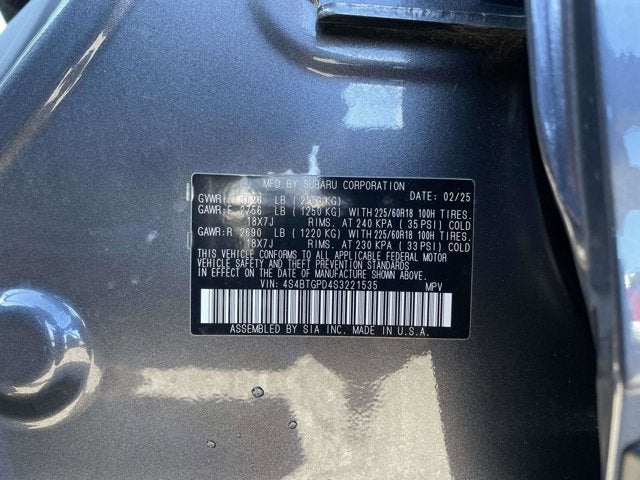 MFD BY SUBARU CORPORATION
GWVR: LB ( KG) DATE: 02/25
GAWR:F 2756 LB ( 1250 KG) WITH 225/60R18 100H TIRES.
18X7J RIMS. AT 240 KPA ( 35 PSI) COLD
GAWR:R 2690 LB ( 1220 KG) WITH 225/60R18 100H TIRES.
18X7J RIMS. AT 230 KPA ( 33 PSI) COLD
THIS VEHICLE CONFORMS TO ALL APPLICABLE FEDERAL MOTOR
VEHICLE SAFETY AND THEFT PREVENTION STANDARDS
IN EFFECT ON THE DATE OF MANUFACTURE SHOWN ABOVE.
VIN: 4S4BTGPD4S3221535 MPV
ASSEMBLED BY SIA INC. MADE IN U.S.A.